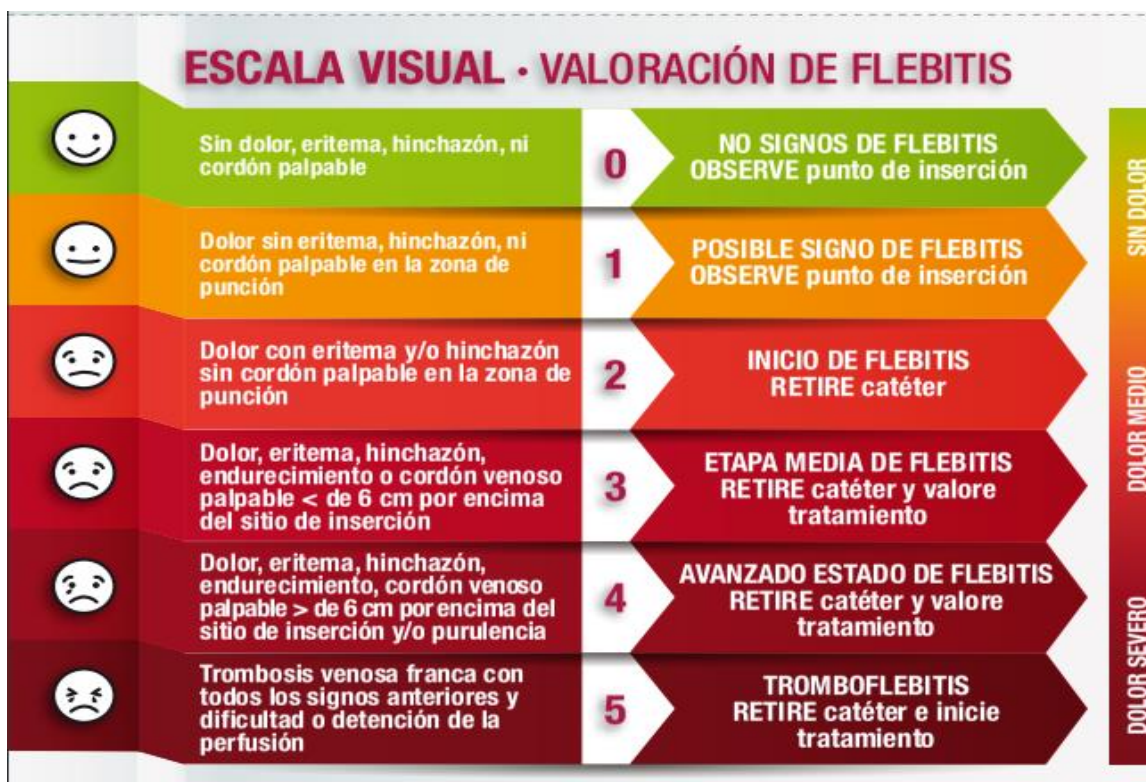 ESCALA VISUAL · VALORACIÓN DE FLEBITIS
Sin dolor, eritema, hinchazón, ni
cordón palpable
0
NO SIGNOS DE FLEBITIS
OBSERVE punto de inserción
Dolor sin eritema, hinchazón, ni
cordón palpable en la zona de
punción
1
POSIBLE SIGNO DE FLEBITIS
OBSERVE punto de inserción
Dolor con eritema y/o hinchazón
sin cordón palpable en la zona de
punción
2
INICIO DE FLEBITIS
RETIRE catéter
Dolor, eritema, hinchazón,
endurecimiento o cordón venoso
palpable < de 6 cm por encima
del sitio de inserción
3
ETAPA MEDIA DE FLEBITIS
RETIRE catéter y valore
tratamiento
Dolor, eritema, hinchazón,
endurecimiento, cordón venoso
palpable > de 6 cm por encima del
sitio de inserción y/o purulencia
4
AVANZADO ESTADO DE FLEBITIS
RETIRE catéter y valore
tratamiento
Trombosis venosa franca con
todos los signos anteriores y
dificultad o detención de la
perfusión
5
TROMBOFLEBITIS
RETIRE catéter e inicie
tratamiento
SIN DOLOR
DOLOR MEDIO
DOLOR SEVERO